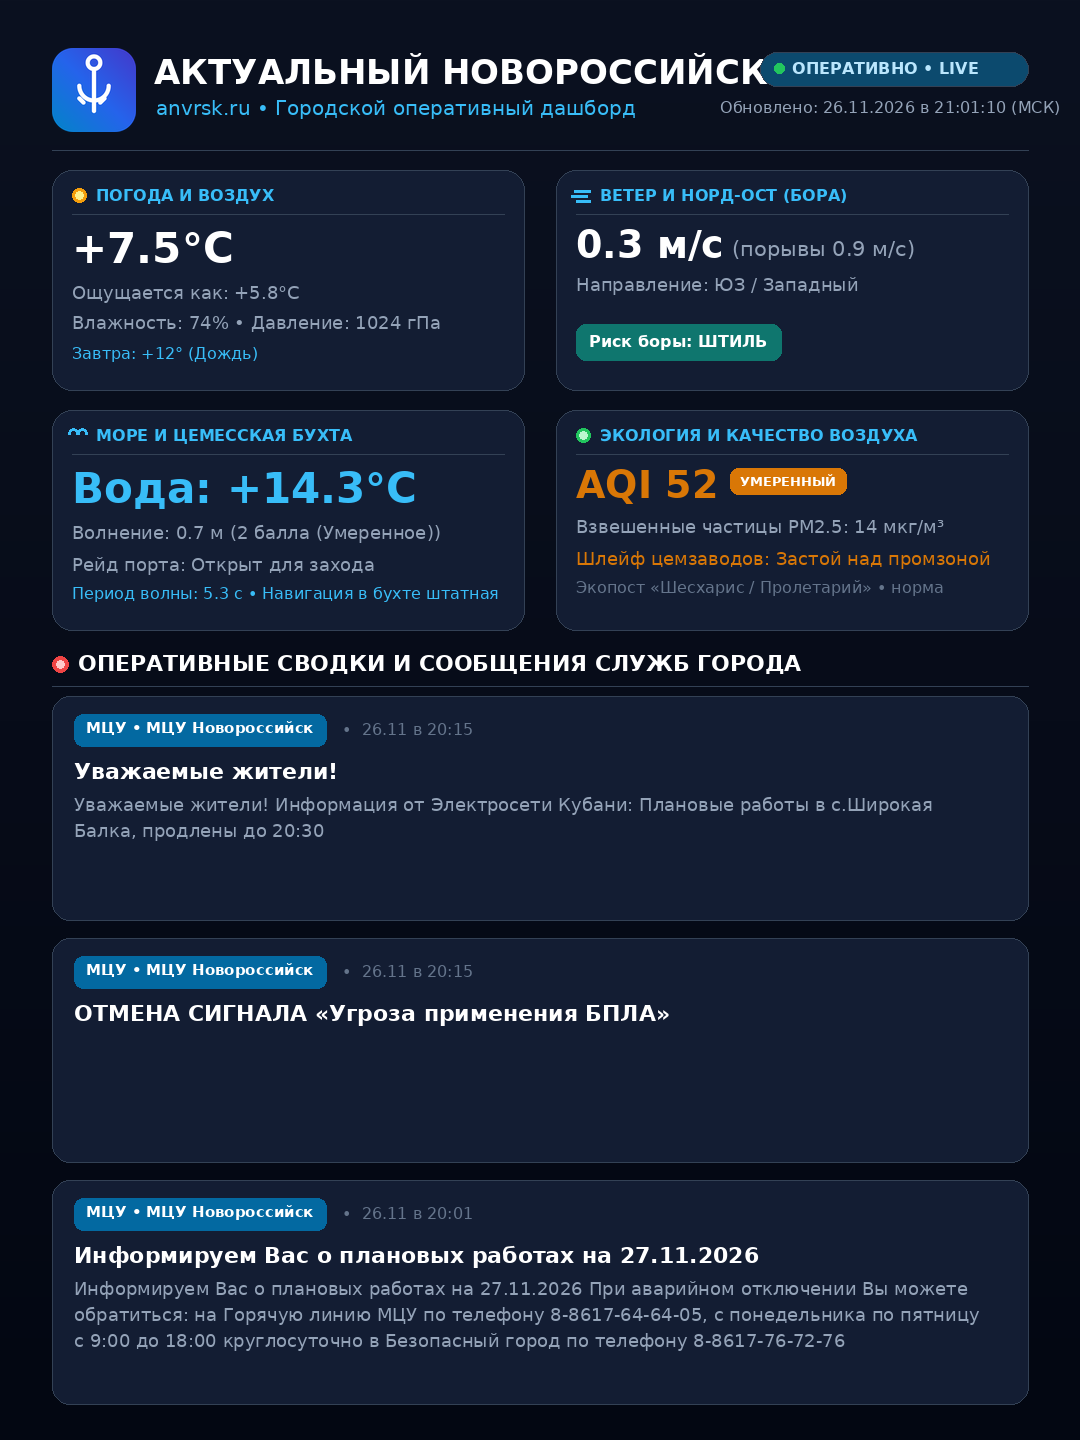 АКТУАЛЬНЫЙ НОВОРОССИЙСК
ОПЕРАТИВНО • LIVE
anvrsk.ru • Городской оперативный дашборд
Обновлено: 26.11.2026 в 21:01:10 (МСК)
ПОГОДА И ВОЗДУХ
+7.5°C
Ощущается как: +5.8°C
Влажность: 74% • Давление: 1024 гПа
Завтра: +12° (Дождь)
ВЕТЕР И НОРД-ОСТ (БОРА)
0.3 м/с (порывы 0.9 м/с)
Направление: ЮЗ / Западный
Риск боры: ШТИЛЬ
МОРЕ И ЦЕМЕССКАЯ БУХТА
Вода: +14.3°C
Волнение: 0.7 м (2 балла (Умеренное))
Рейд порта: Открыт для захода
Период волны: 5.3 с • Навигация в бухте штатная
ЭКОЛОГИЯ И КАЧЕСТВО ВОЗДУХА
AQI 52 УМЕРЕННЫЙ
Взвешенные частицы PM2.5: 14 мкг/м³
Шлейф цемзаводов: Застой над промзоной
Экопост «Шесхарис / Пролетарий» • норма
ОПЕРАТИВНЫЕ СВОДКИ И СООБЩЕНИЯ СЛУЖБ ГОРОДА
МЦУ • МЦУ Новороссийск • 26.11 в 20:15
Уважаемые жители!
Уважаемые жители! Информация от Электросети Кубани: Плановые работы в с.Широкая
Балка, продлены до 20:30
МЦУ • МЦУ Новороссийск • 26.11 в 20:15
ОТМЕНА СИГНАЛА «Угроза применения БПЛА»
МЦУ • МЦУ Новороссийск • 26.11 в 20:01
Информируем Вас о плановых работах на 27.11.2026
Информируем Вас о плановых работах на 27.11.2026 При аварийном отключении Вы можете
обратиться: на Горячую линию МЦУ по телефону 8-8617-64-64-05, с понедельника по пятницу
с 9:00 до 18:00 круглосуточно в Безопасный город по телефону 8-8617-76-72-76